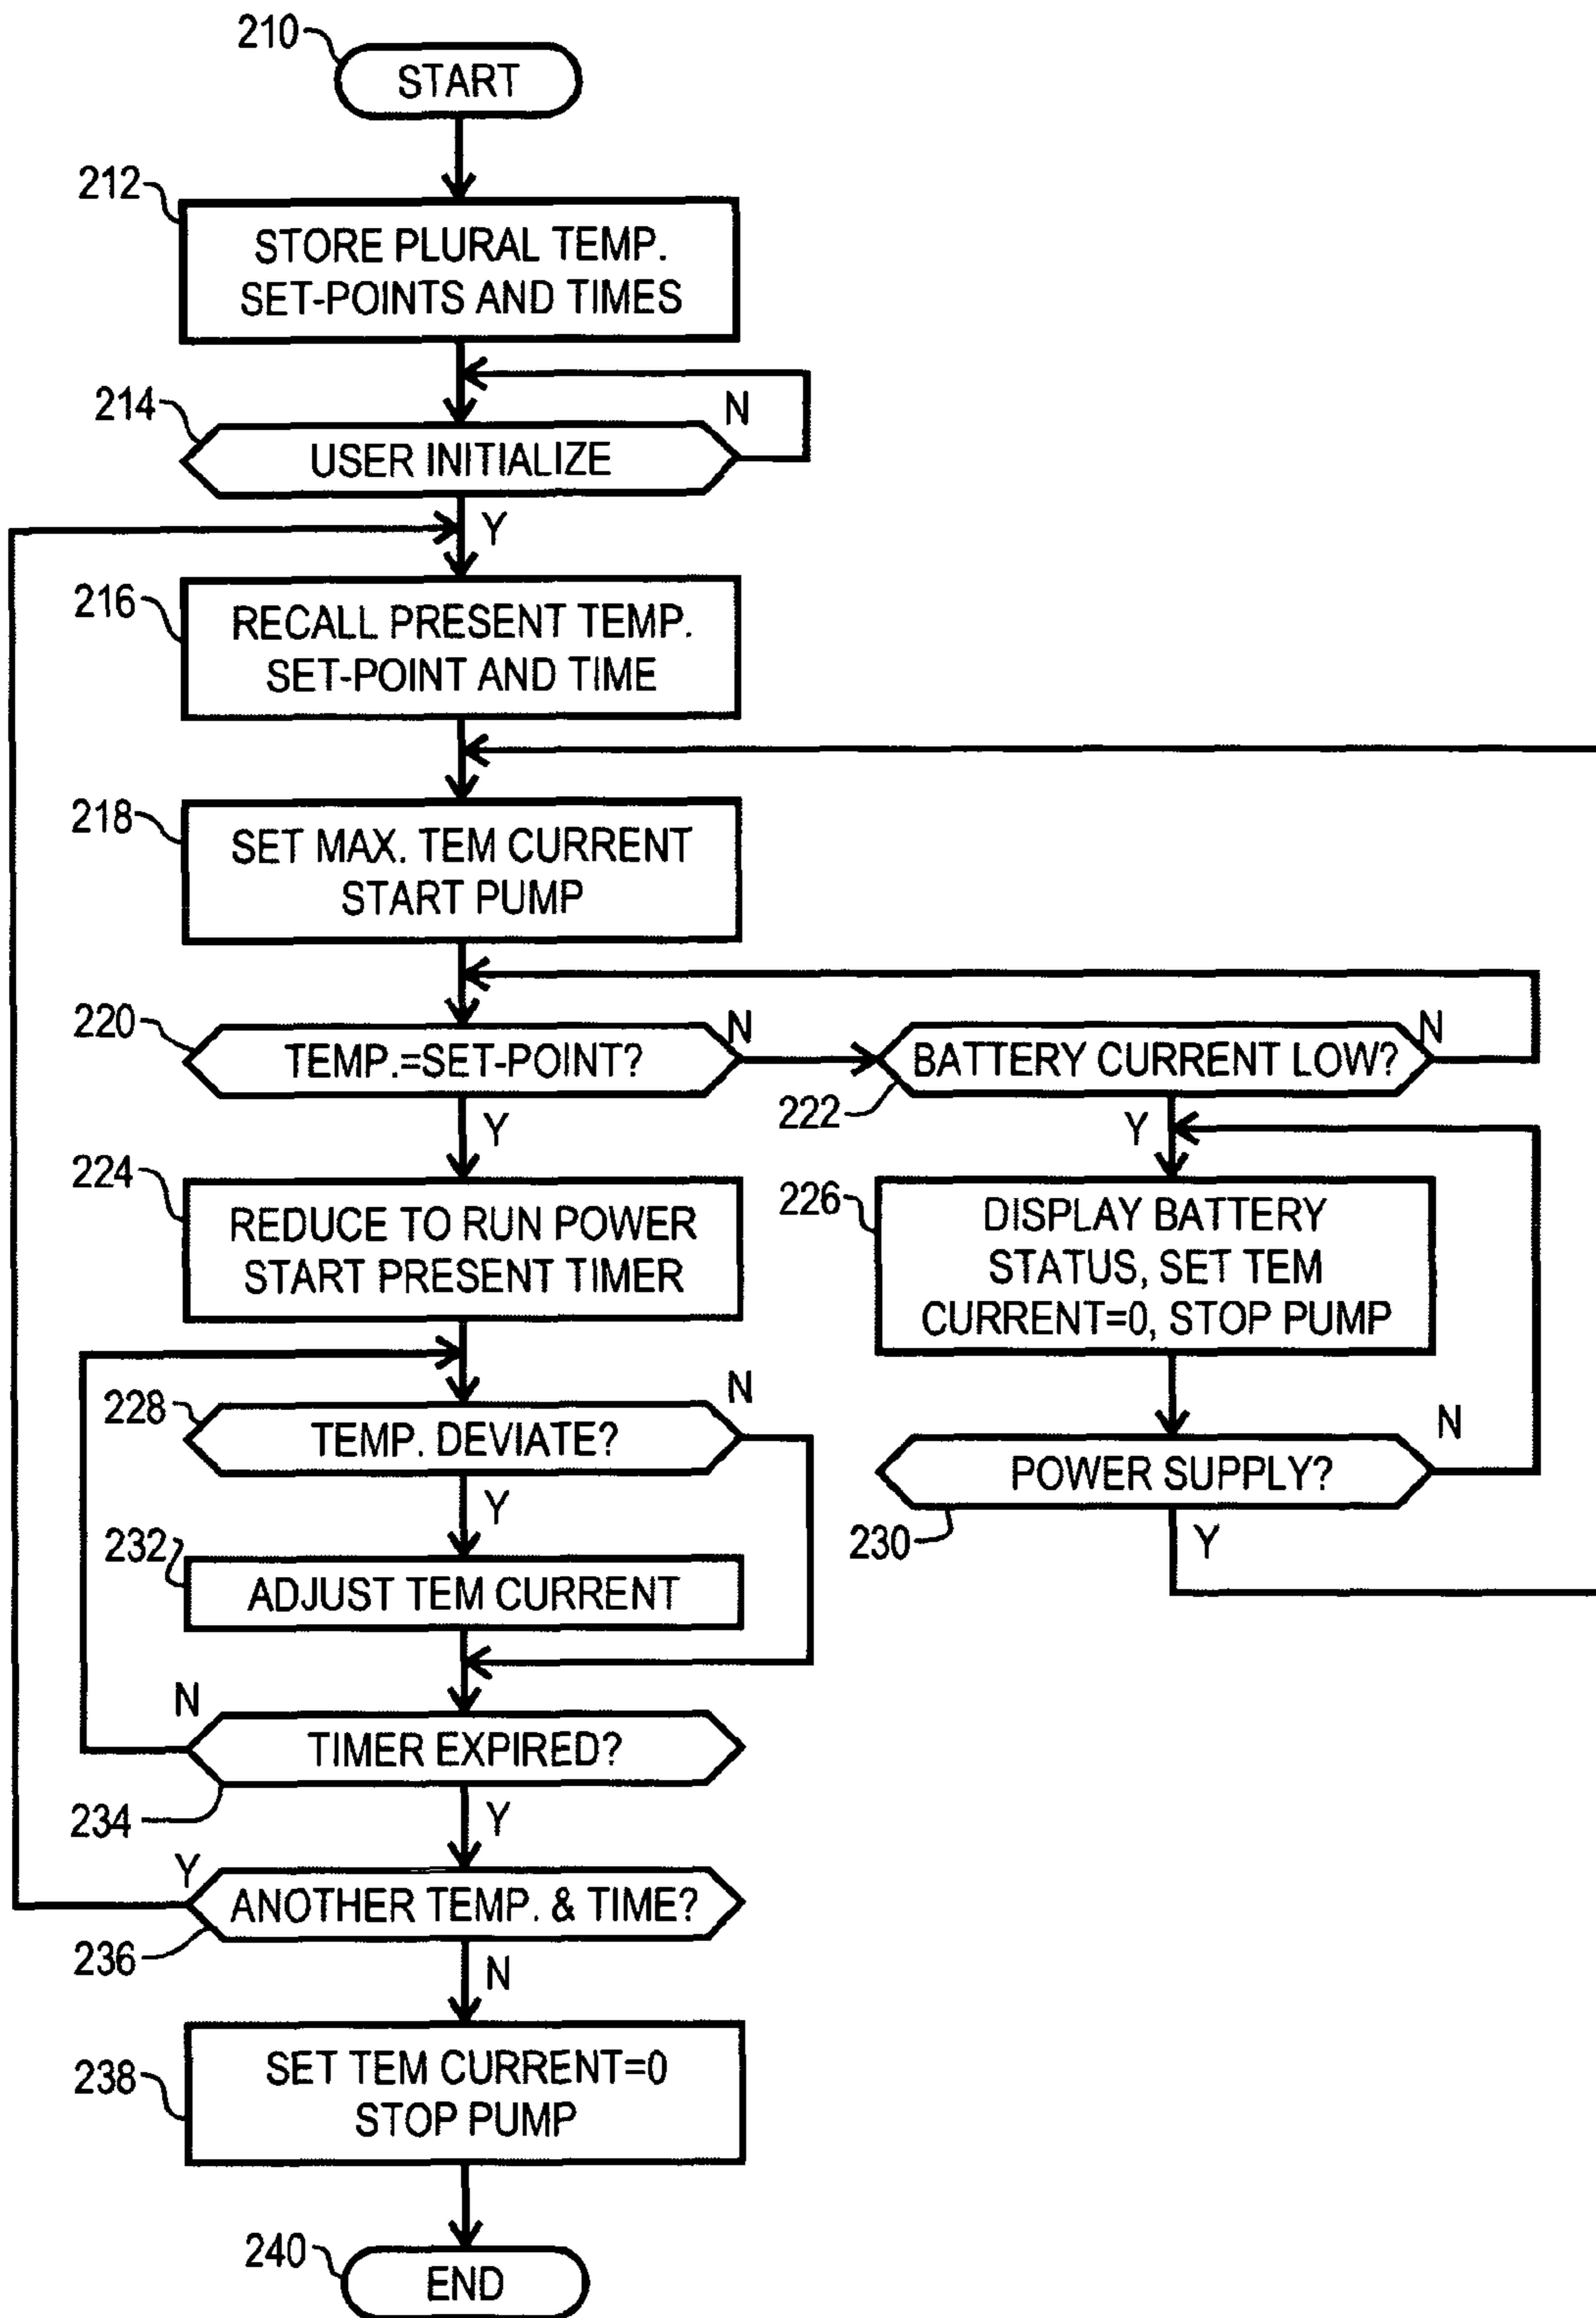 210
START
212
STORE PLURAL TEMP.
SET-POINTS AND TIMES
214
N
USER INITIALIZE
Y
216
RECALL PRESENT TEMP.
SET-POINT AND TIME
218
SET MAX. TEM CURRENT
START PUMP
220
TEMP.=SET-POINT?
N
BATTERY CURRENT LOW?
N
222
Y
Y
224
REDUCE TO RUN POWER
START PRESENT TIMER
226
DISPLAY BATTERY
STATUS, SET TEM
CURRENT=0, STOP PUMP
228
TEMP. DEVIATE?
N
Y
POWER SUPPLY?
N
230
Y
232
ADJUST TEM CURRENT
N
TIMER EXPIRED?
234
Y
Y
ANOTHER TEMP. & TIME?
236
N
238
SET TEM CURRENT=0
STOP PUMP
240
END